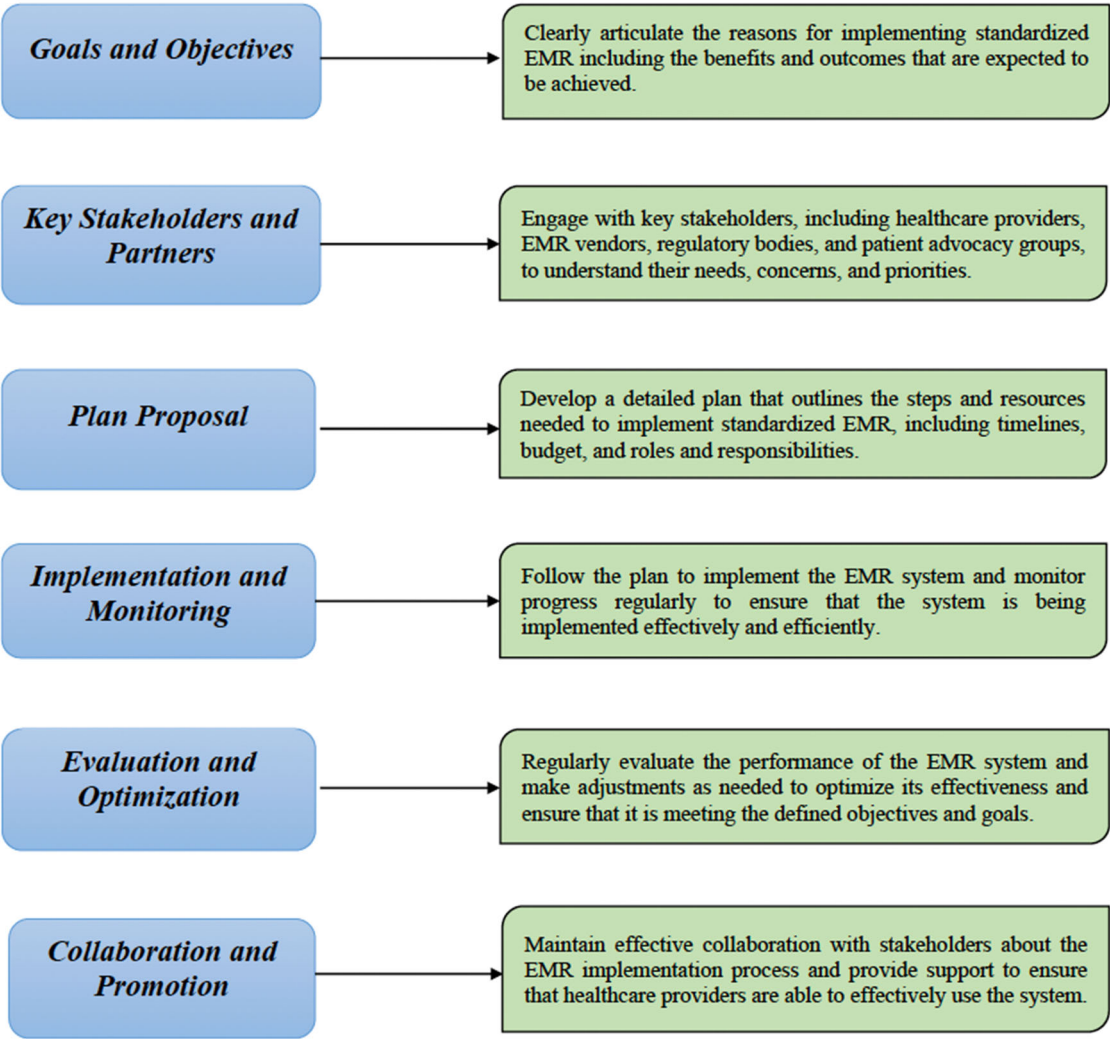 Goals and Objectives
Clearly articulate the reasons for implementing standardized
EMR including the benefits and outcomes that are expected to
be achieved.
Key Stakeholders and
Partners
Engage with key stakeholders, including healthcare providers,
EMR vendors, regulatory bodies, and patient advocacy groups,
to understand their needs, concerns, and priorities.
Plan Proposal
Develop a detailed plan that outlines the steps and resources
needed to implement standardized EMR, including timelines,
budget, and roles and responsibilities.
Implementation and
Monitoring
Follow the plan to implement the EMR system and monitor
progress regularly to ensure that the system is being
implemented effectively and efficiently.
Evaluation and
Optimization
Regularly evaluate the performance of the EMR system and
make adjustments as needed to optimize its effectiveness and
ensure that it is meeting the defined objectives and goals.
Collaboration and
Promotion
Maintain effective collaboration with stakeholders about the
EMR implementation process and provide support to ensure
that healthcare providers are able to effectively use the system.